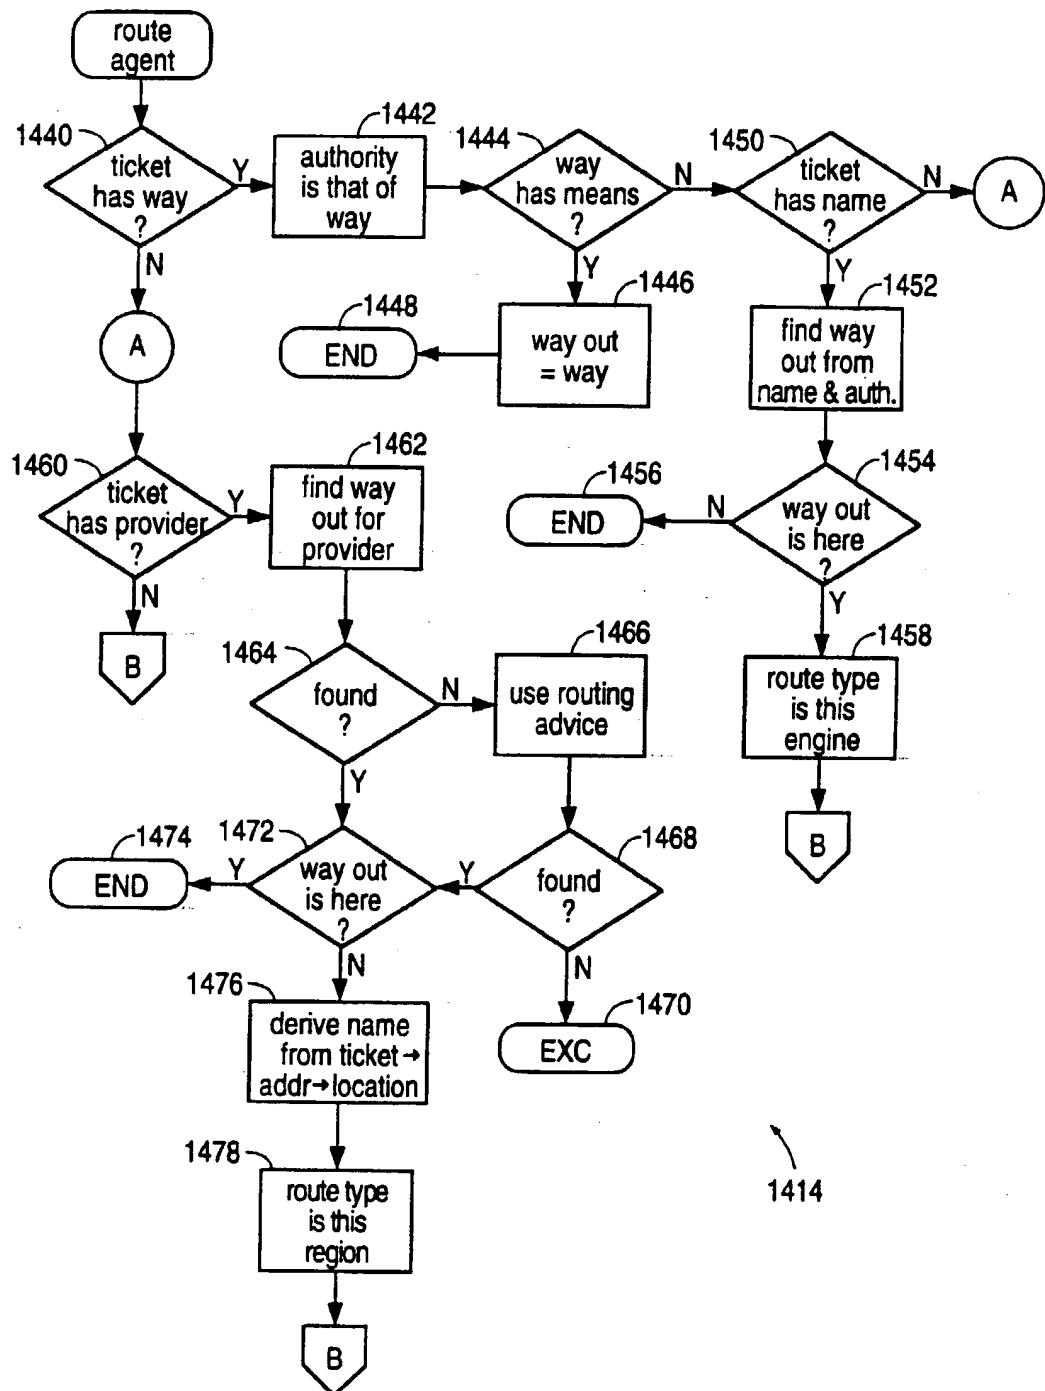 route
agent
1440
ticket
has way
?
Y
N
1442
authority
is that of
way
1444
way
has means
?
N
Y
1450
ticket
has name
?
N
Y
A
1446
way out
= way
1448
END
1452
find way
out from
name & auth.
A
1454
way out
is here
?
N
Y
1456
END
1458
route type
is this
engine
B
1460
ticket
has provider
?
Y
N
B
1462
find way
out for
provider
1464
found
?
N
Y
1466
use routing
advice
1468
found
?
Y
N
1470
EXC
1472
way out
is here
?
Y
N
1474
END
1476
derive name
from ticket→
addr→location
1478
route type
is this
region
B
1414